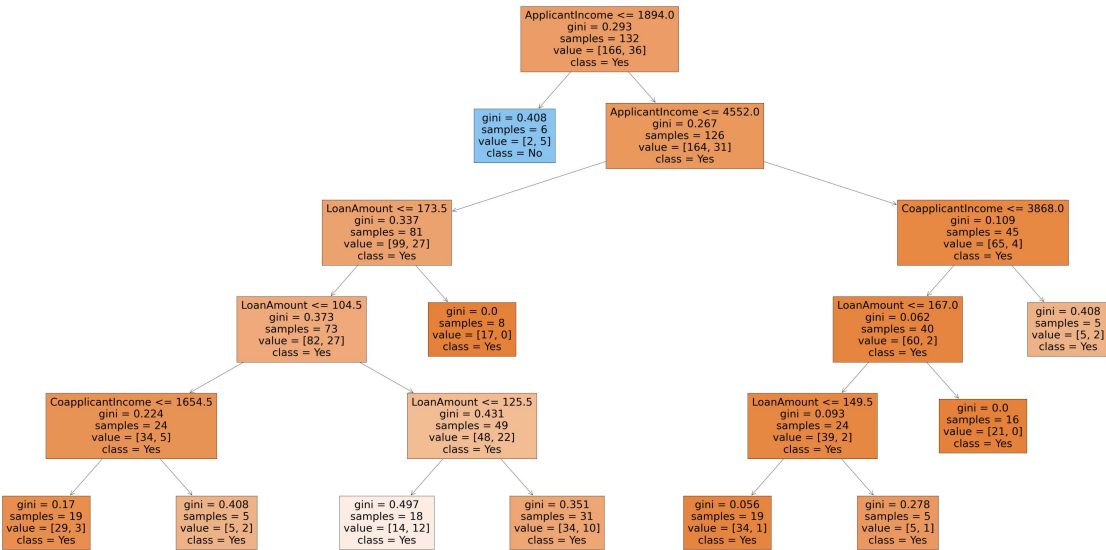 ApplicantIncome <= 1894.0
gini = 0.293
samples = 132
value = [166, 36]
class = Yes
gini = 0.408
samples = 6
value = [2, 5]
class = No
ApplicantIncome <= 4552.0
gini = 0.267
samples = 126
value = [164, 31]
class = Yes
LoanAmount <= 173.5
gini = 0.337
samples = 81
value = [99, 27]
class = Yes
CoapplicantIncome <= 3868.0
gini = 0.109
samples = 45
value = [65, 4]
class = Yes
LoanAmount <= 104.5
gini = 0.373
samples = 73
value = [82, 27]
class = Yes
gini = 0.0
samples = 8
value = [17, 0]
class = Yes
LoanAmount <= 167.0
gini = 0.062
samples = 40
value = [60, 2]
class = Yes
gini = 0.408
samples = 5
value = [5, 2]
class = Yes
CoapplicantIncome <= 1654.5
gini = 0.224
samples = 24
value = [34, 5]
class = Yes
LoanAmount <= 125.5
gini = 0.431
samples = 49
value = [48, 22]
class = Yes
LoanAmount <= 149.5
gini = 0.093
samples = 24
value = [39, 2]
class = Yes
gini = 0.0
samples = 16
value = [21, 0]
class = Yes
gini = 0.17
samples = 19
value = [29, 3]
class = Yes
gini = 0.408
samples = 5
value = [5, 2]
class = Yes
gini = 0.497
samples = 18
value = [14, 12]
class = Yes
gini = 0.351
samples = 31
value = [34, 10]
class = Yes
gini = 0.056
samples = 19
value = [34, 1]
class = Yes
gini = 0.278
samples = 5
value = [5, 1]
class = Yes